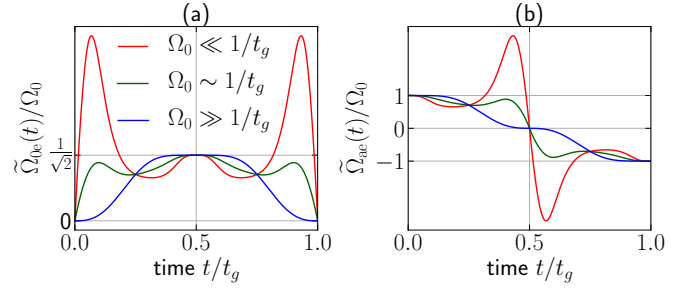 (a)
Ω̃₀ₑ(t)/Ω₀
Ω₀ ≪ 1/t_g
Ω₀ ∼ 1/t_g
Ω₀ ≫ 1/t_g
1/√2
0
0.0
0.5
1.0
time t/t_g
(b)
Ω̃ₐₑ(t)/Ω₀
1
0
−1
0.0
0.5
1.0
time t/t_g